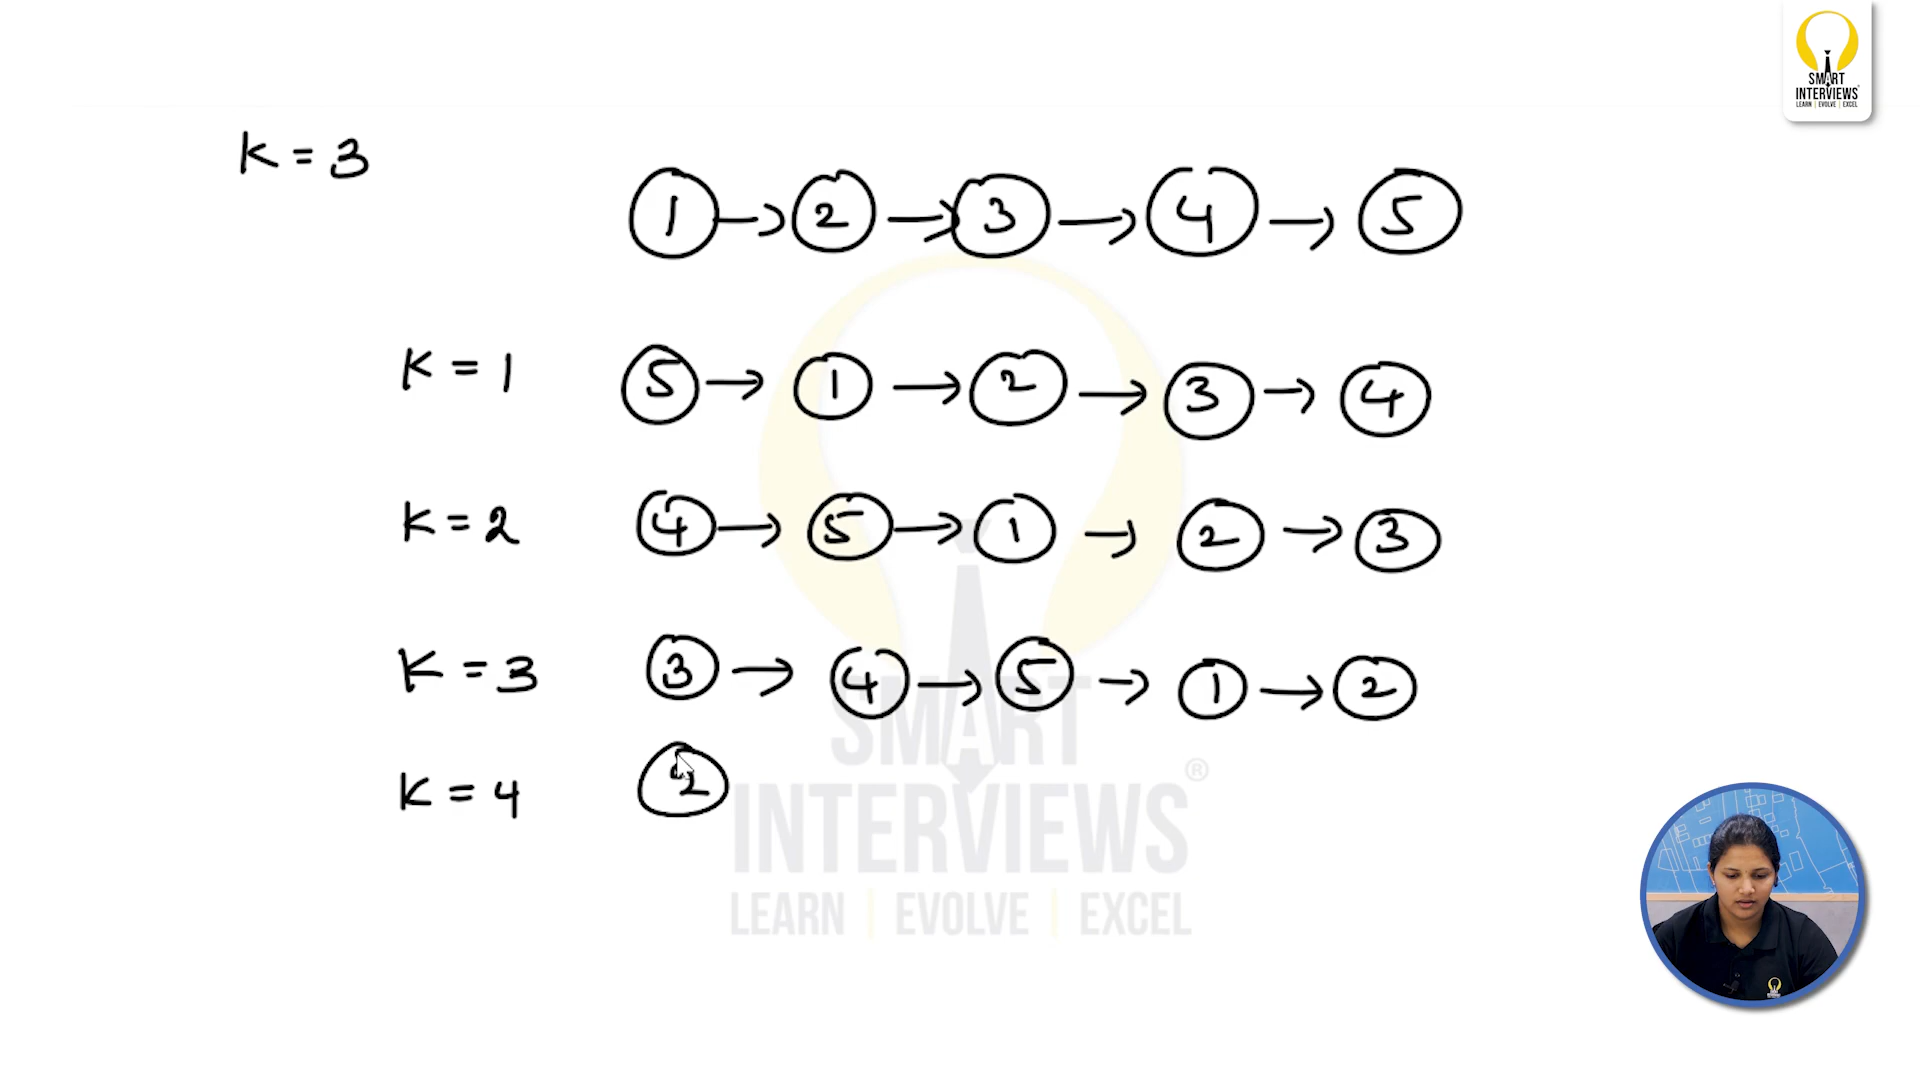 SMART
INTERVIEWS
LEARN | EVOLVE | EXCEL
K = 3
1 → 2 → 3 → 4 → 5
K = 1 5 → 1 → 2 → 3 → 4
K = 2 4 → 5 → 1 → 2 → 3
K = 3 3 → 4 → 5 → 1 → 2
K = 4 2
SMART
INTERVIEWS®
LEARN | EVOLVE | EXCEL